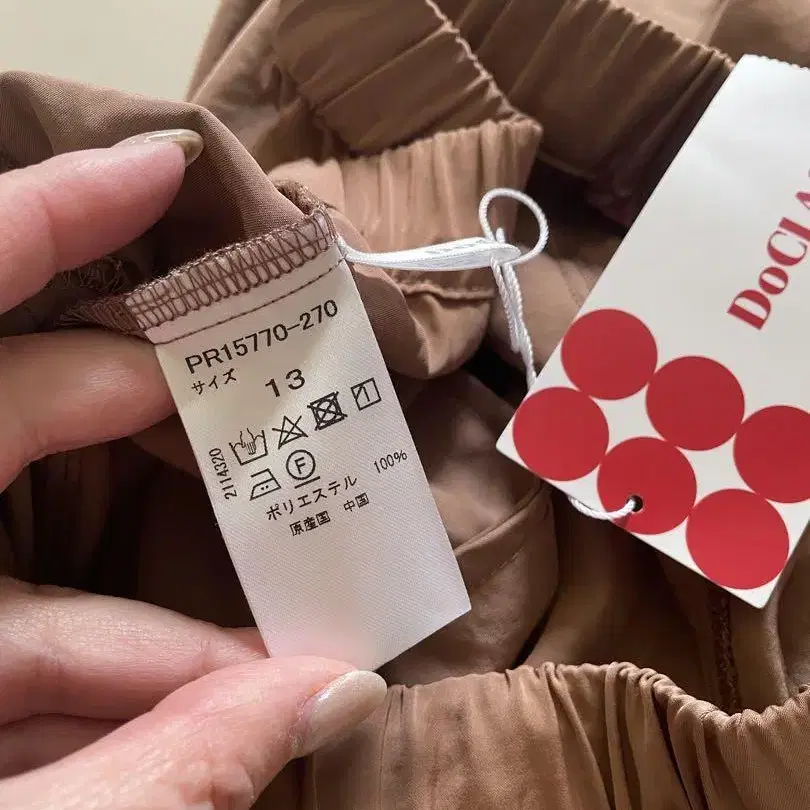 PR15770-270
サイズ
13
2114320
F
ポリエステル 100%
原産国 中国